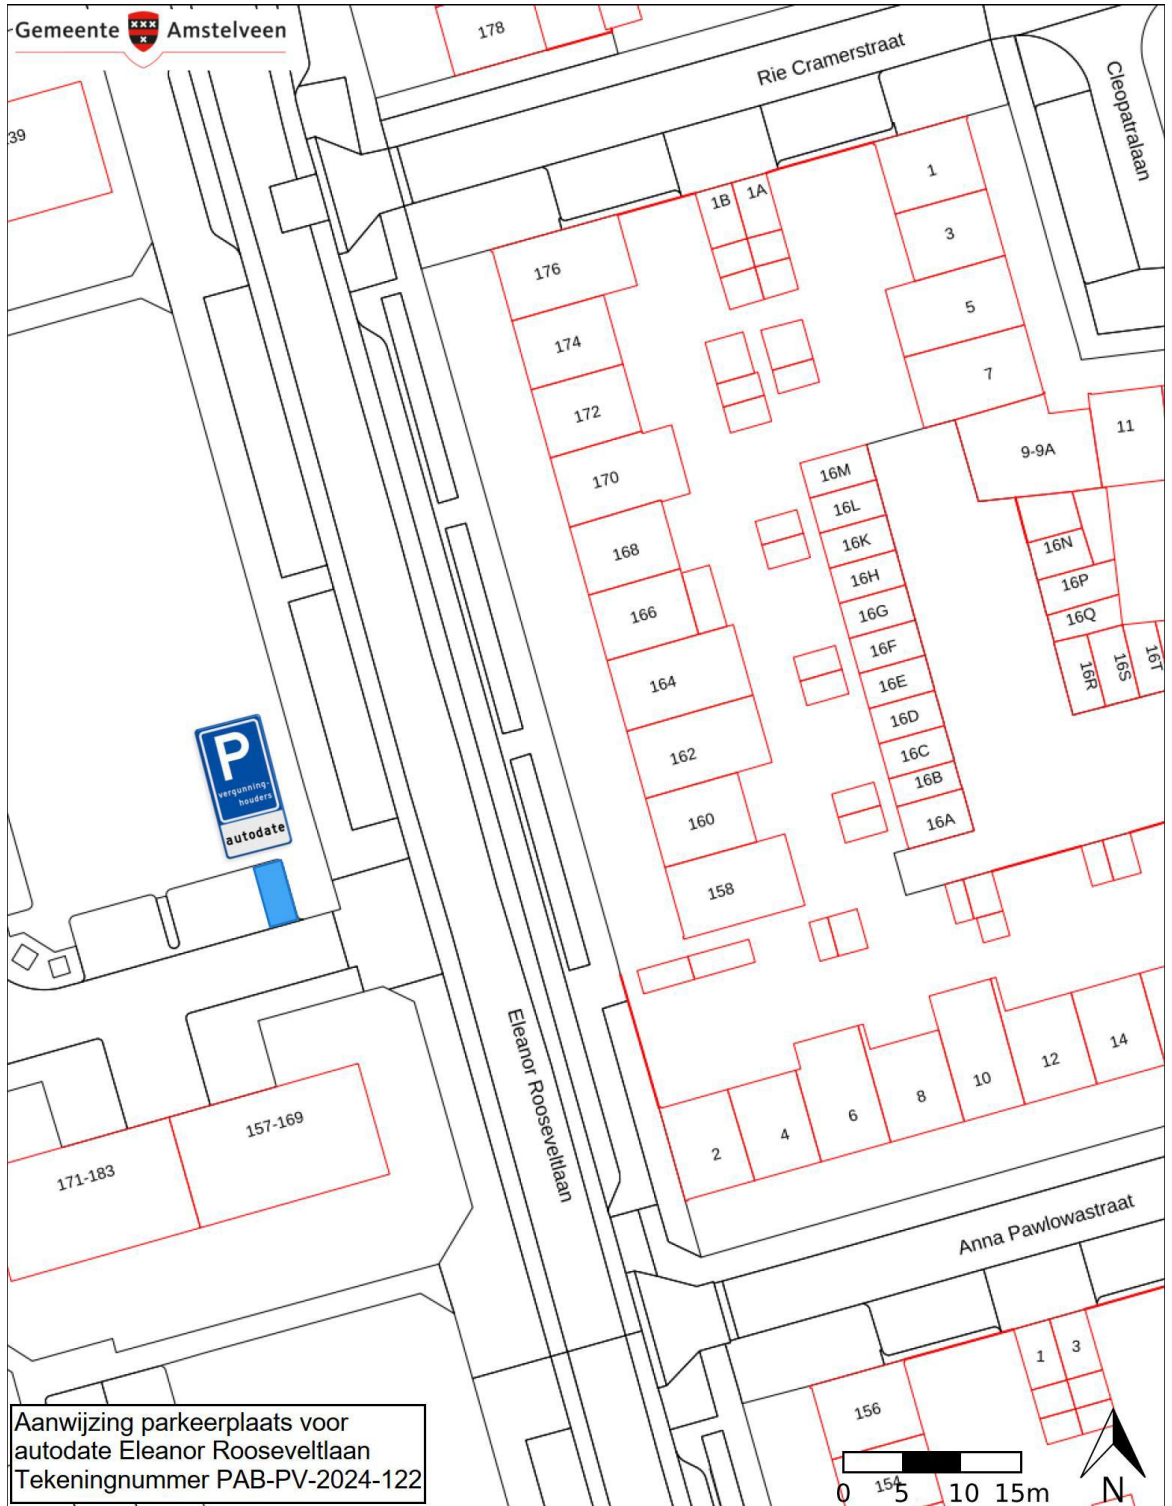 Gemeente Amstelveen
178
Rie Cramerstraat
Cleopatralaan
39
1B
1A
1
3
176
5
174
7
172
11
9-9A
170
16M
16L
168
16K
16N
16H
16P
166
16G
16Q
16F
16R
16S
16T
164
16E
16D
162
16C
16B
160
16A
158
P
vergunning-
houders
autodate
Eleanor Rooseveltlaan
14
12
10
8
6
4
2
157-169
171-183
Anna Pawlowastraat
1
3
156
154
Aanwijzing parkeerplaats voor
autodate Eleanor Rooseveltlaan
Tekeningnummer PAB-PV-2024-122
0 5 10 15m
N